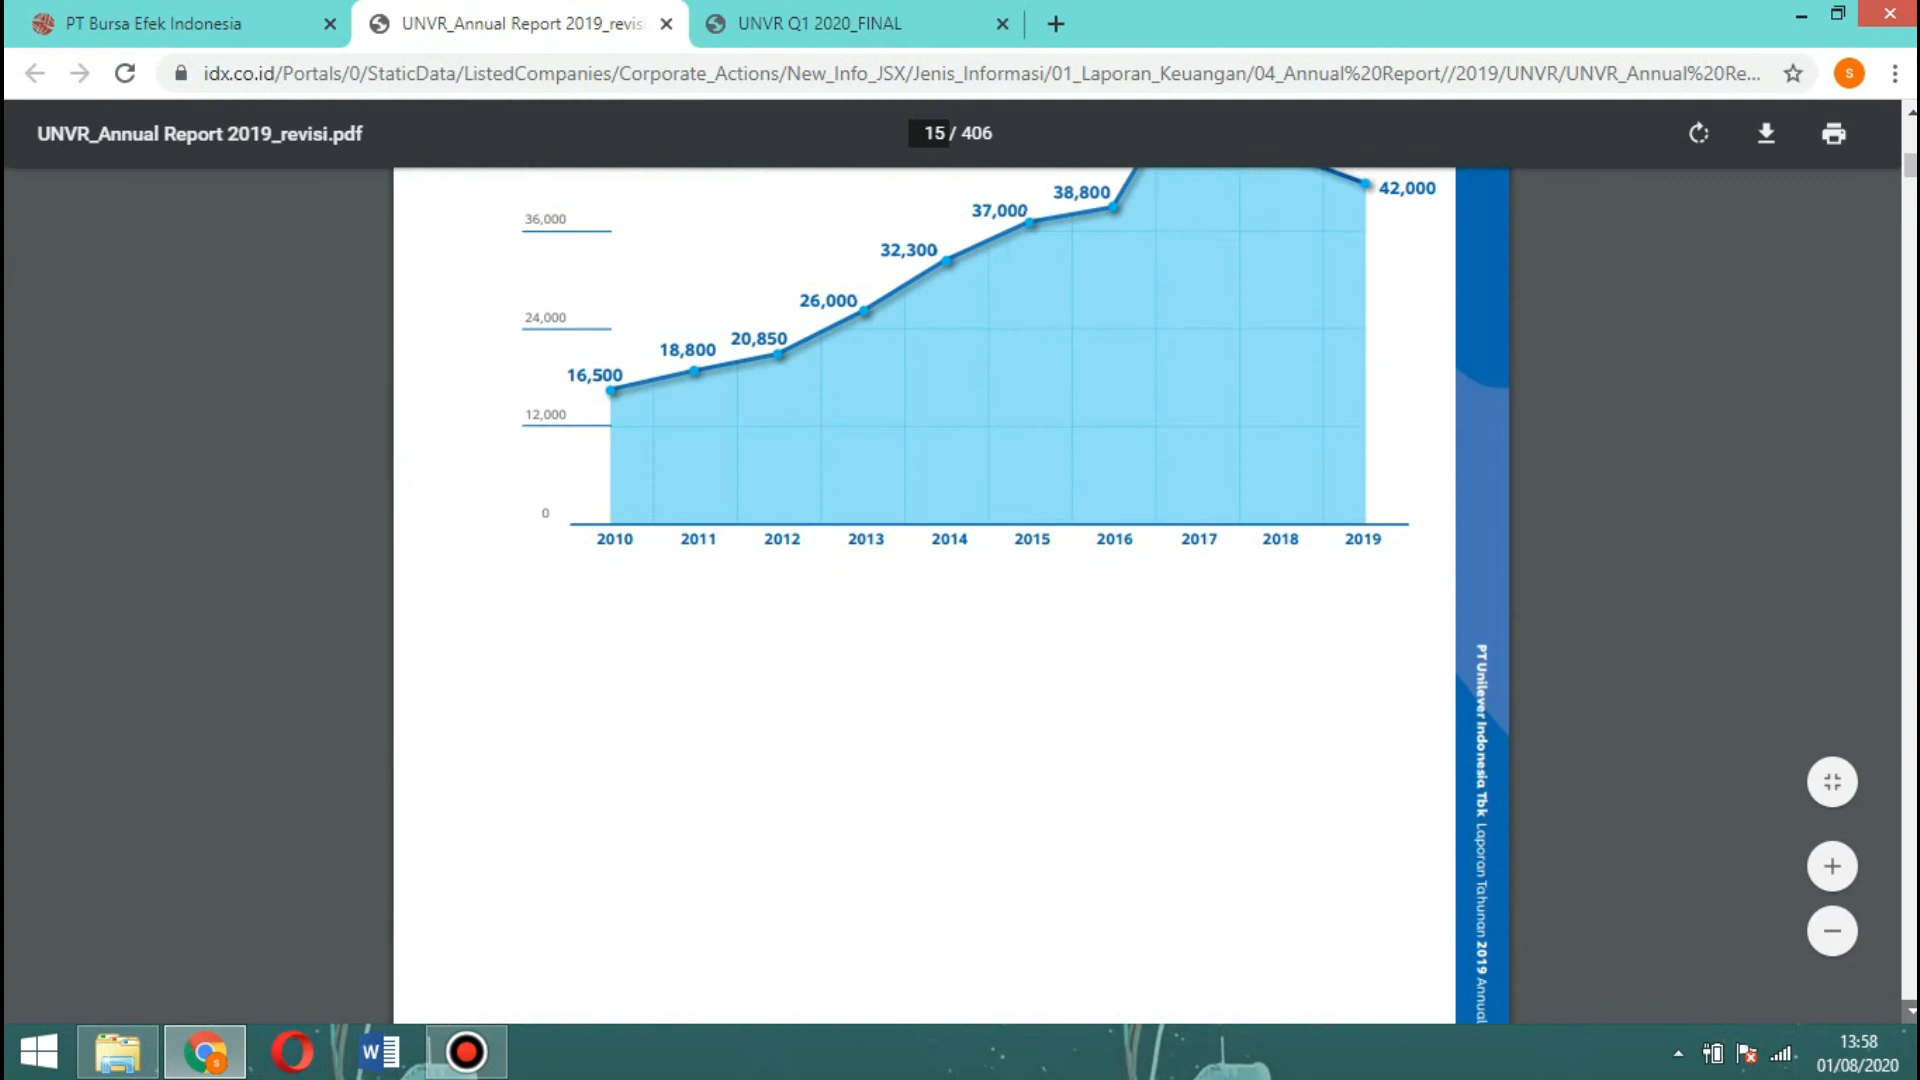 PT Bursa Efek Indonesia
UNVR_Annual Report 2019_revis
UNVR Q1 2020_FINAL
idx.co.id/Portals/0/StaticData/ListedCompanies/Corporate_Actions/New_Info_JSX/Jenis_Informasi/01_Laporan_Keuangan/04_Annual%20Report//2019/UNVR/UNVR_Annual%20Re...
S
UNVR_Annual Report 2019_revisi.pdf
15 / 406
42,000
38,800
37,000
36,000
32,300
26,000
24,000
20,850
18,800
16,500
12,000
0
2010 2011 2012 2013 2014 2015 2016 2017 2018 2019
PT Unilever Indonesia Tbk Laporan Tahunan 2019 Annual
W
S
13:58
01/08/2020